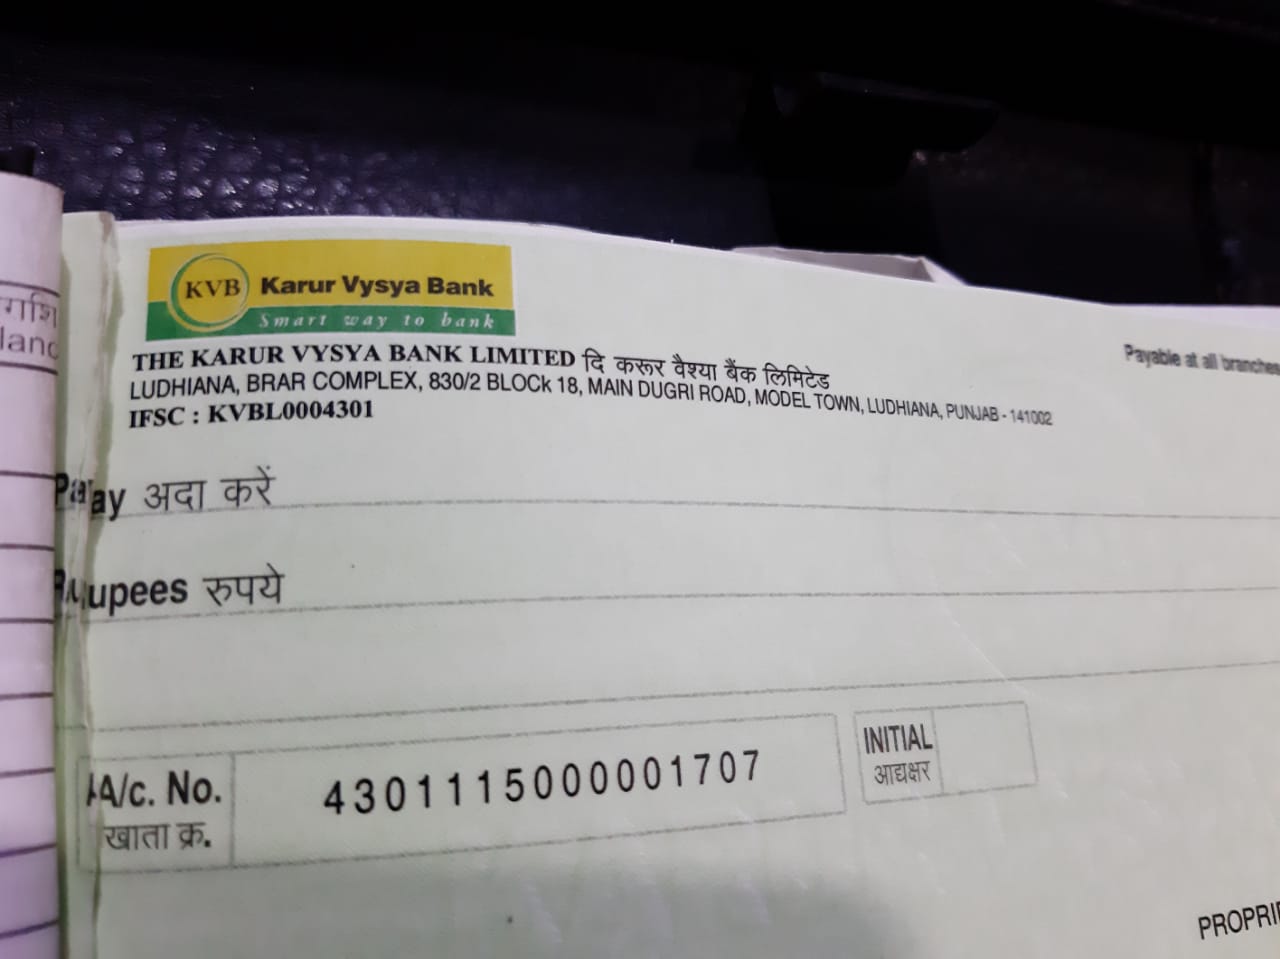 राशि
KVB Karur Vysya Bank
Smart way to bank
THE KARUR VYSYA BANK LIMITED दि करूर वैश्या बैंक लिमिटेड
Payable at all branches
LUDHIANA, BRAR COMPLEX, 830/2 BLOCk 18, MAIN DUGRI ROAD, MODEL TOWN, LUDHIANA, PUNJAB - 141002
IFSC : KVBL0004301
Pay अदा करें
Rupees रुपये
A/c. No.
खाता क्र.
4301115000001707
INITIAL
आद्यक्षर